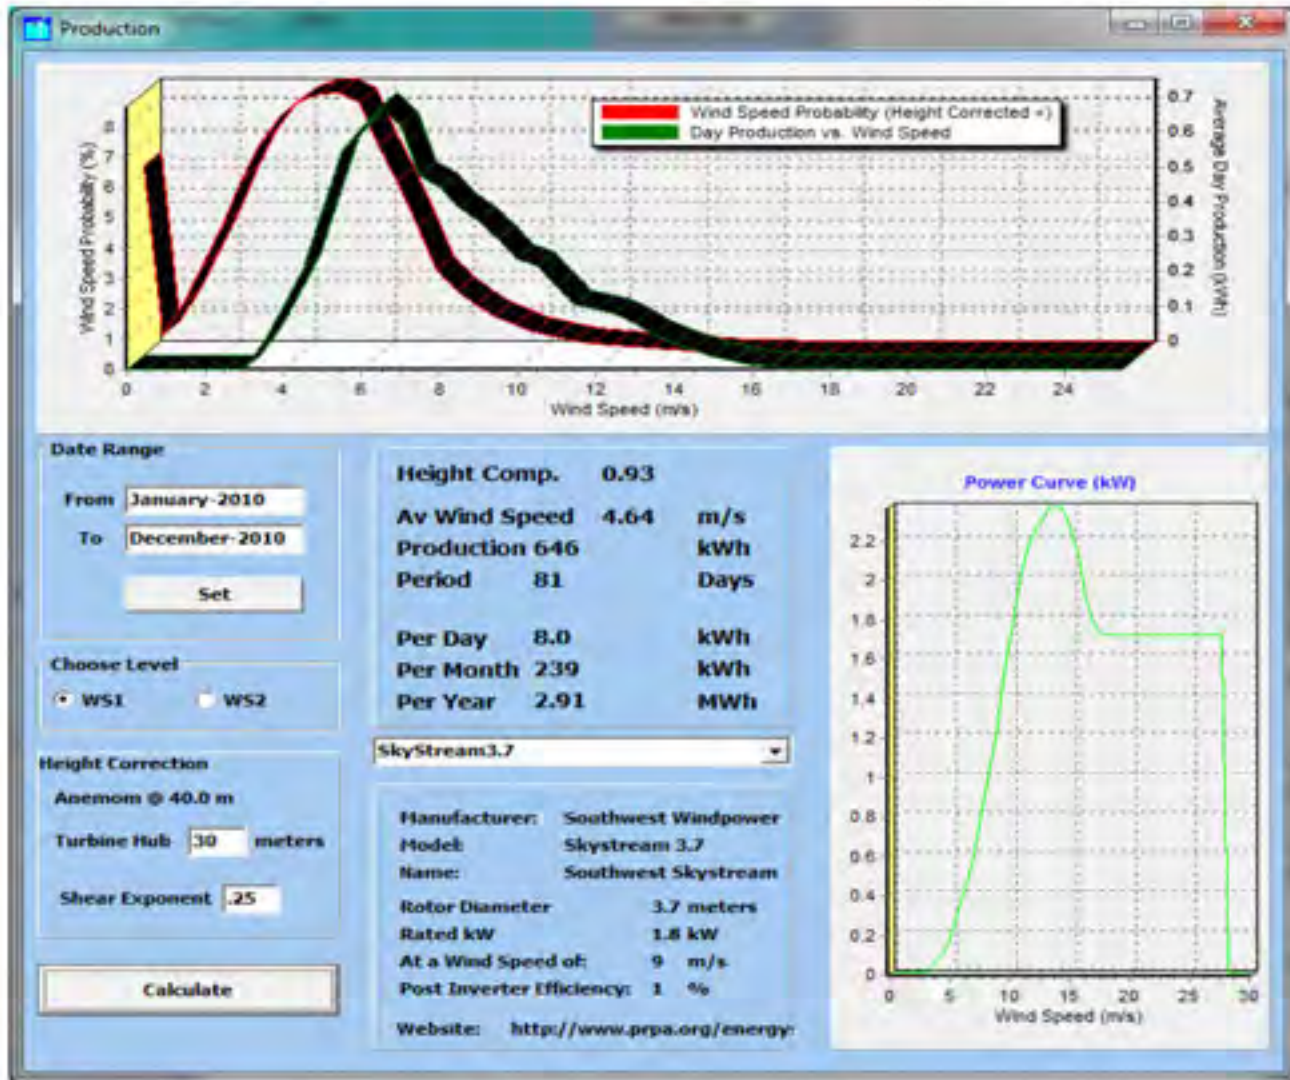 Production
Wind Speed Probability (Height Corrected +)
Day Production vs. Wind Speed
Wind Speed Probability (%)
8
7
6
5
4
3
2
1
0
0.7
0.6
0.5
0.4
0.3
0.2
0.1
0
Average Day Production (kWh)
0 2 4 6 8 10 12 14 16 18 20 22 24
Wind Speed (m/s)
Date Range
From January-2010
To December-2010
Set
Choose Level
WS1 WS2
Height Correction
Anemom @ 40.0 m
Turbine Hub 30 meters
Shear Exponent .25
Calculate
Height Comp. 0.93
Av Wind Speed 4.64 m/s
Production 646 kWh
Period 81 Days
Per Day 8.0 kWh
Per Month 239 kWh
Per Year 2.91 MWh
SkyStream3.7
Manufacturer: Southwest Windpower
Model: Skystream 3.7
Name: Southwest Skystream
Rotor Diameter 3.7 meters
Rated kW 1.8 kW
At a Wind Speed of: 9 m/s
Post Inverter Efficiency: 1 %
Website: http://www.prpa.org/energy:
Power Curve (kW)
2.2
2
1.8
1.6
1.4
1.2
1
0.8
0.6
0.4
0.2
0
0 5 10 15 20 25 30
Wind Speed (m/s)